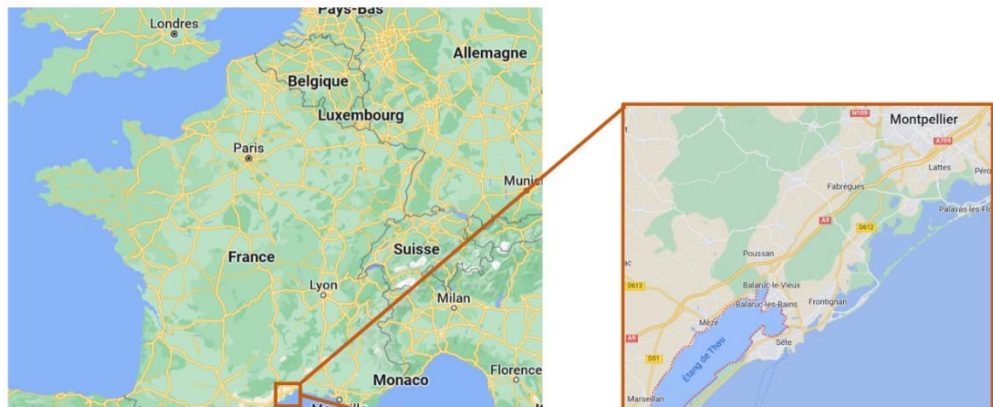 Pays-Bas
Londres
Allemagne
Belgique
Luxembourg
Paris
France
Suisse
Lyon
Milan
Monaco
Florence
N109
Montpellier
A709
Lattes
Fabrègues
Palavas-les-Flo
A9
D612
Poussan
D613
Balaruc-le-Vieux
Balaruc-les-Bains
Frontignan
Mèze
A9
Sète
D51
Étang de Thau
Marseillan